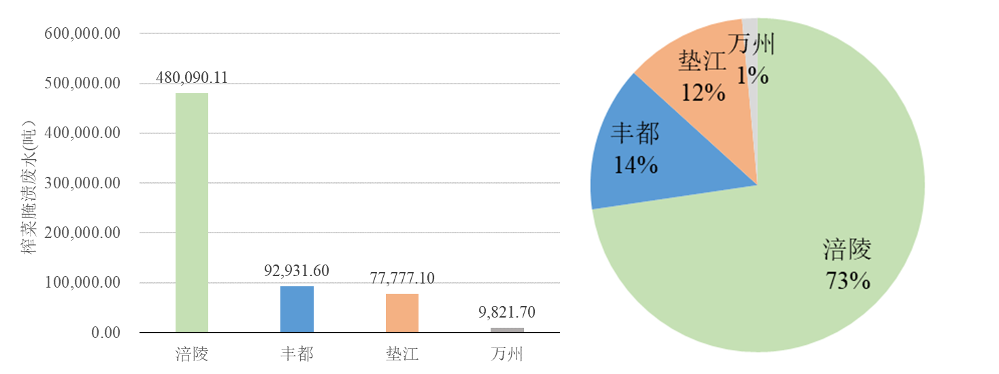 600,000.00
500,000.00
400,000.00
300,000.00
200,000.00
100,000.00
0.00
榨菜腌渍废水(吨）
480,090.11
92,931.60
77,777.10
9,821.70
涪陵
丰都
垫江
万州
万州
1%
垫江
12%
丰都
14%
涪陵
73%